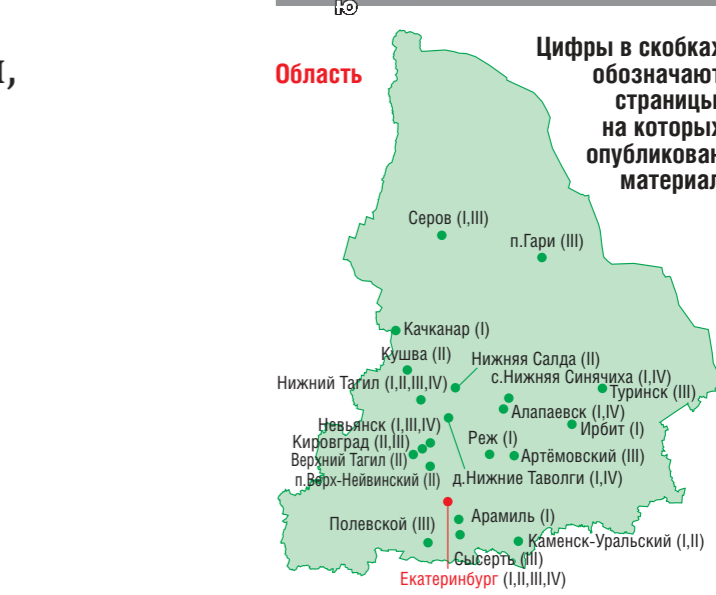 ю
,
Область
Цифры в скобках
обозначают
страницы
на которых
опубликован
материал
Серов (I,III)
п.Гари (III)
Качканар (I)
Кушва (II)
Нижняя Салда (II)
с.Нижняя Синячиха (I,IV)
Нижний Тагил (I,II,III,IV)
Туринск (III)
Алапаевск (I,IV)
Невьянск (I,III,IV)
Ирбит (I)
Реж (I)
Кировград (II,III)
Артёмовский (III)
Верхний Тагил (II)
п.Верх-Нейвинский (II)
д.Нижние Таволги (I,IV)
Арамиль (I)
Полевской (III)
Каменск-Уральский (I,II)
Сысерть (III)
Екатеринбург (I,II,III,IV)